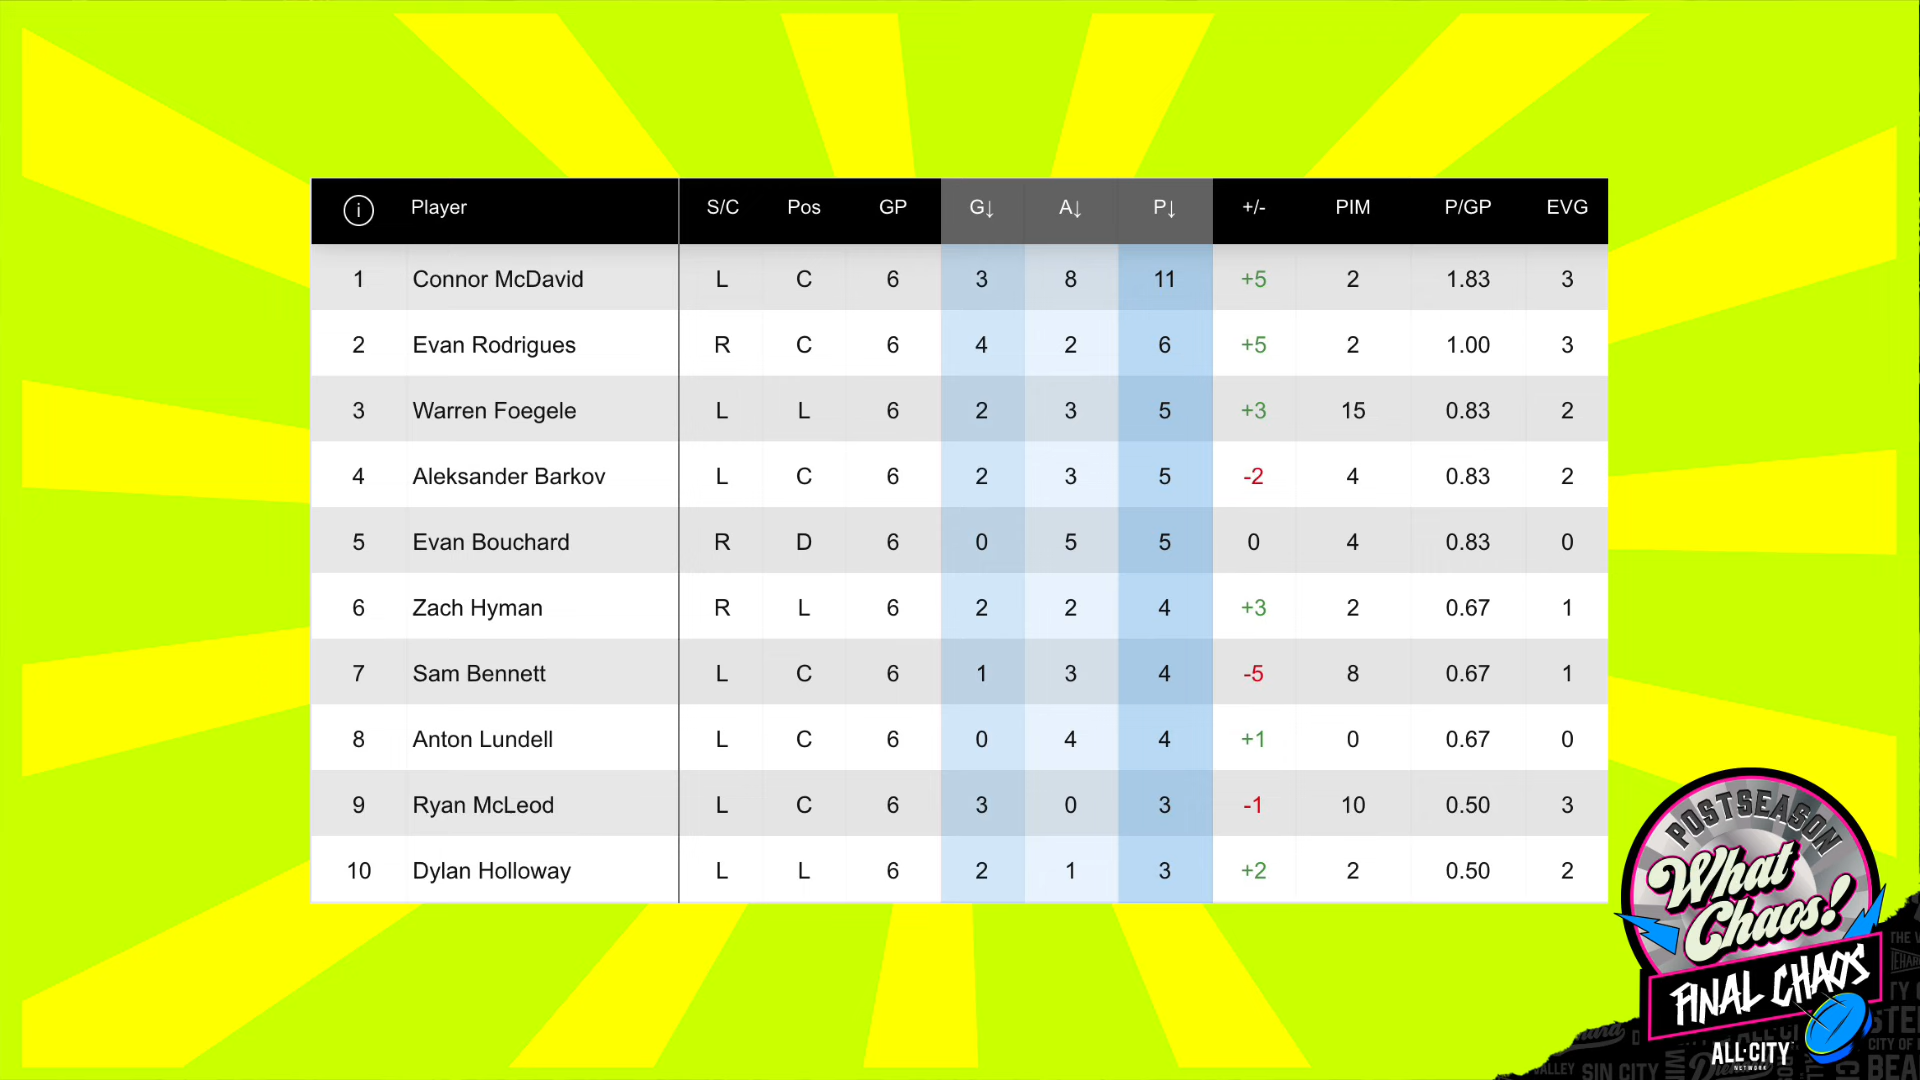 i Player S/C Pos GP G↓ A↓ P↓ +/- PIM P/GP EVG
1 Connor McDavid L C 6 3 8 11 +5 2 1.83 3
2 Evan Rodrigues R C 6 4 2 6 +5 2 1.00 3
3 Warren Foegele L L 6 2 3 5 +3 15 0.83 2
4 Aleksander Barkov L C 6 2 3 5 -2 4 0.83 2
5 Evan Bouchard R D 6 0 5 5 0 4 0.83 0
6 Zach Hyman R L 6 2 2 4 +3 2 0.67 1
7 Sam Bennett L C 6 1 3 4 -5 8 0.67 1
8 Anton Lundell L C 6 0 4 4 +1 0 0.67 0
9 Ryan McLeod L C 6 3 0 3 -1 10 0.50 3
10 Dylan Holloway L L 6 2 1 3 +2 2 0.50 2
POSTSEASON
What
Chaos!
FINAL CHAOS
ALL·CITY
NETWORK
SIN CITY
CITY OF